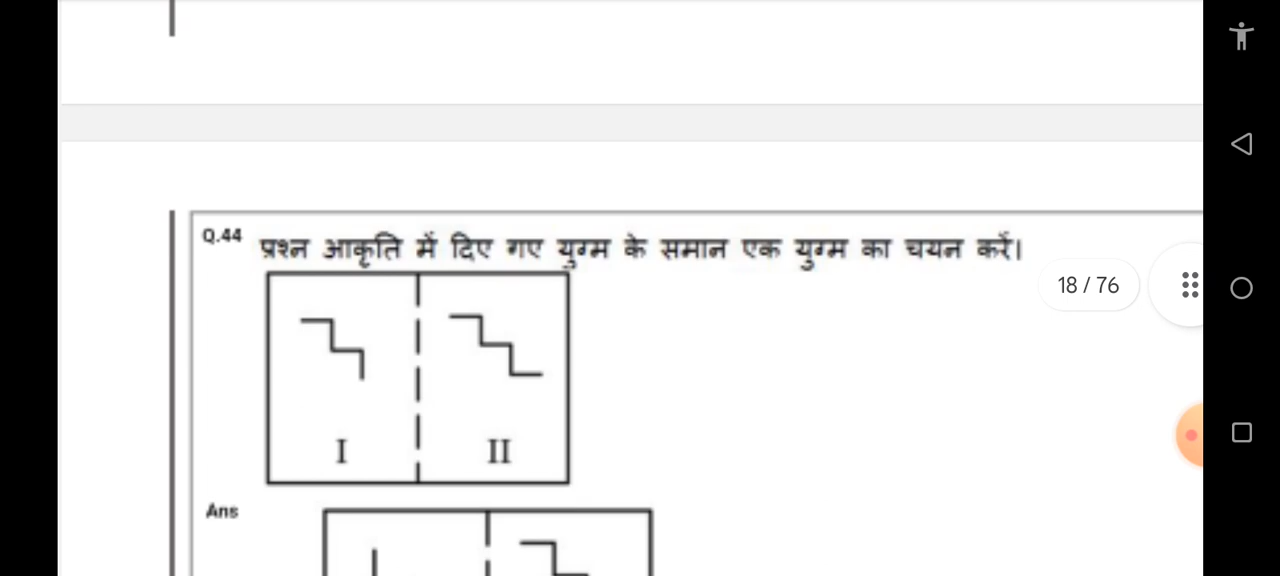 Q.44 प्रश्न आकृति में दिए गए युग्म के समान एक युग्म का चयन करें।
18 / 76
I II
Ans